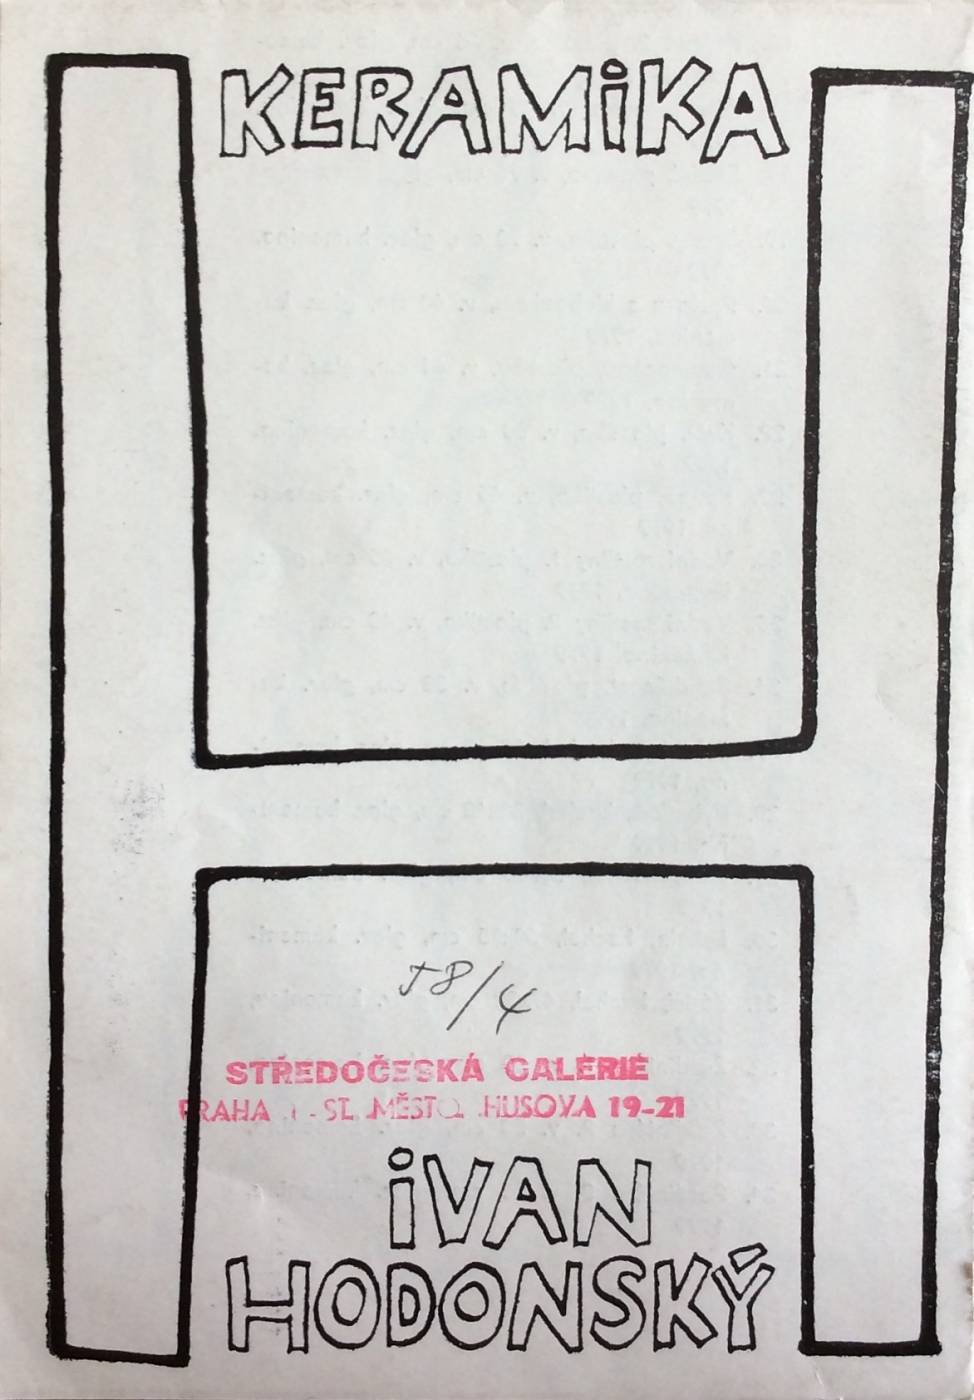 KERAMiKA
58/4
STŘEDOČESKÁ GALERIE
PRAHA 1 - ST. MĚSTO, HUSOVA 19-21
iVAN
HODONSKÝ